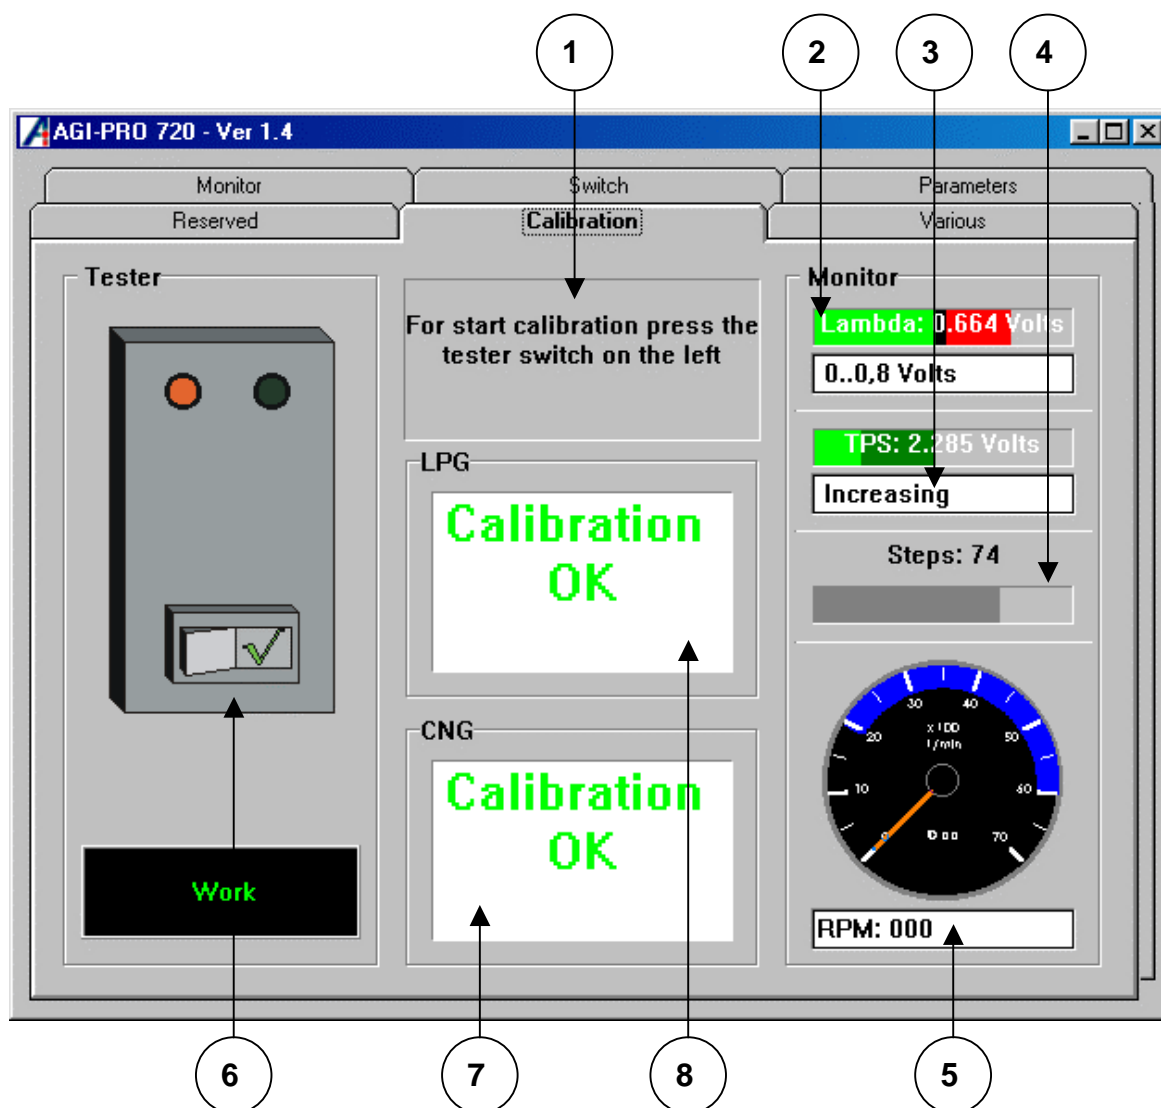 1
2
3
4
AGI-PRO 720 - Ver 1.4
Monitor
Switch
Parameters
Reserved
Calibration
Various
Tester
For start calibration press the
tester switch on the left
Monitor
Lambda: 0.664 Volts
0..0,8 Volts
TPS: 2.285 Volts
Increasing
Steps: 74
LPG
Calibration
OK
CNG
Calibration
OK
Work
x100
1/min
0
10
20
30
40
50
60
70
RPM: 000
6
7
8
5